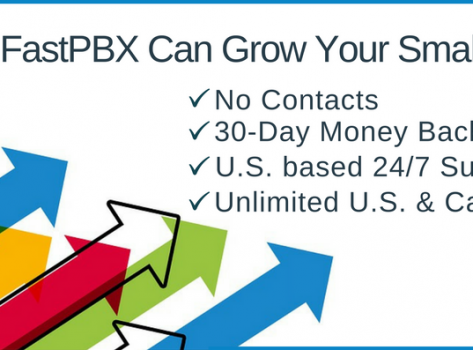 FastPBX Can Grow Your Smal
No Contacts
30-Day Money Back
U.S. based 24/7 Su
Unlimited U.S. & Ca